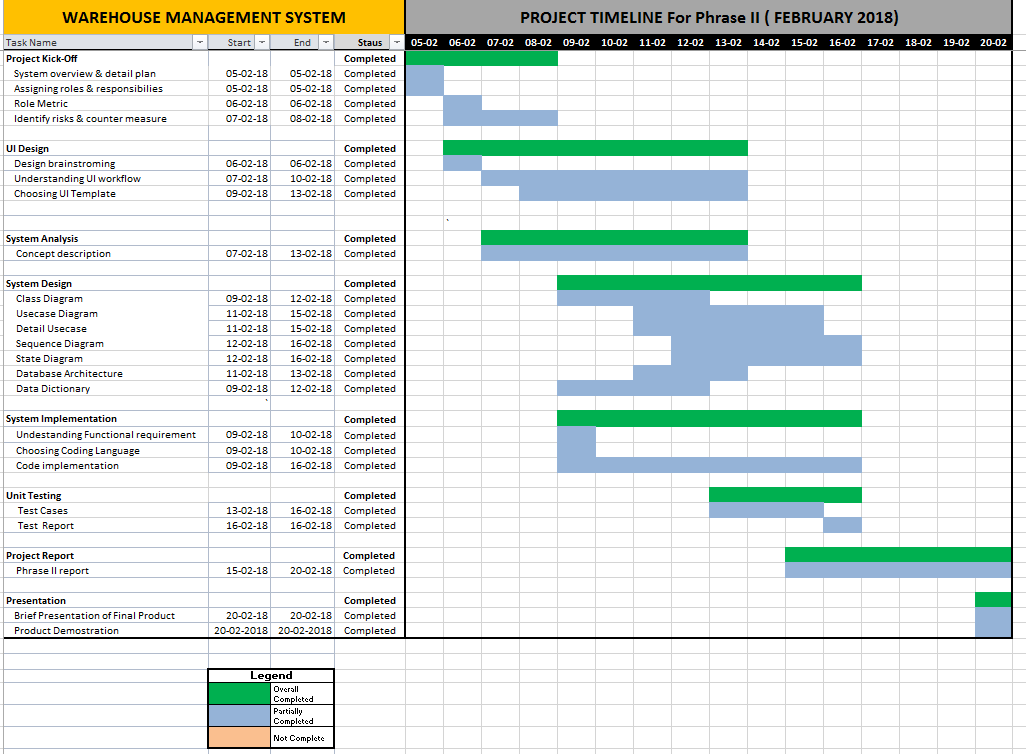 WAREHOUSE MANAGEMENT SYSTEM PROJECT TIMELINE For Phrase II ( FEBRUARY 2018)
Task Name Start End Staus 05-02 06-02 07-02 08-02 09-02 10-02 11-02 12-02 13-02 14-02 15-02 16-02 17-02 18-02 19-02 20-02
Project Kick-Off Completed
System overview & detail plan 05-02-18 05-02-18 Completed
Assigning roles & responsibilies 05-02-18 05-02-18 Completed
Role Metric 06-02-18 06-02-18 Completed
Identify risks & counter measure 07-02-18 08-02-18 Completed
UI Design Completed
Design brainstroming 06-02-18 06-02-18 Completed
Understanding UI workflow 07-02-18 10-02-18 Completed
Choosing UI Template 09-02-18 13-02-18 Completed
System Analysis Completed
Concept description 07-02-18 13-02-18 Completed
System Design Completed
Class Diagram 09-02-18 12-02-18 Completed
Usecase Diagram 11-02-18 15-02-18 Completed
Detail Usecase 11-02-18 15-02-18 Completed
Sequence Diagram 12-02-18 16-02-18 Completed
State Diagram 12-02-18 16-02-18 Completed
Database Architecture 11-02-18 13-02-18 Completed
Data Dictionary 09-02-18 12-02-18 Completed
System Implementation Completed
Undestanding Functional requirement 09-02-18 10-02-18 Completed
Choosing Coding Language 09-02-18 10-02-18 Completed
Code implementation 09-02-18 16-02-18 Completed
Unit Testing Completed
Test Cases 13-02-18 16-02-18 Completed
Test Report 16-02-18 16-02-18 Completed
Project Report Completed
Phrase II report 15-02-18 20-02-18 Completed
Presentation Completed
Brief Presentation of Final Product 20-02-18 20-02-18 Completed
Product Demostration 20-02-2018 20-02-2018 Completed
Legend
Overall
Completed
Partially
Completed
Not Complete